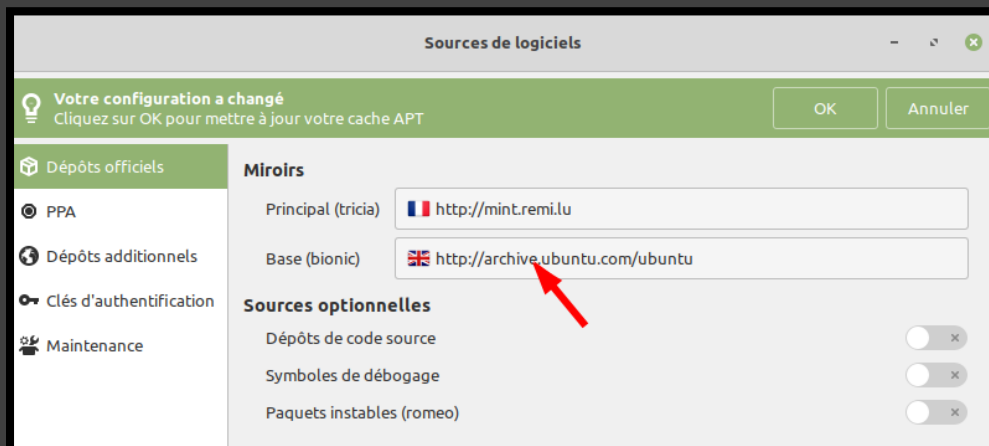 Sources de logiciels
Votre configuration a changé
Cliquez sur OK pour mettre à jour votre cache APT
OK
Annuler
Dépôts officiels
PPA
Dépôts additionnels
Clés d'authentification
Maintenance
Miroirs
Principal (tricia)
http://mint.remi.lu
Base (bionic)
http://archive.ubuntu.com/ubuntu
Sources optionnelles
Dépôts de code source
Symboles de débogage
Paquets instables (romeo)